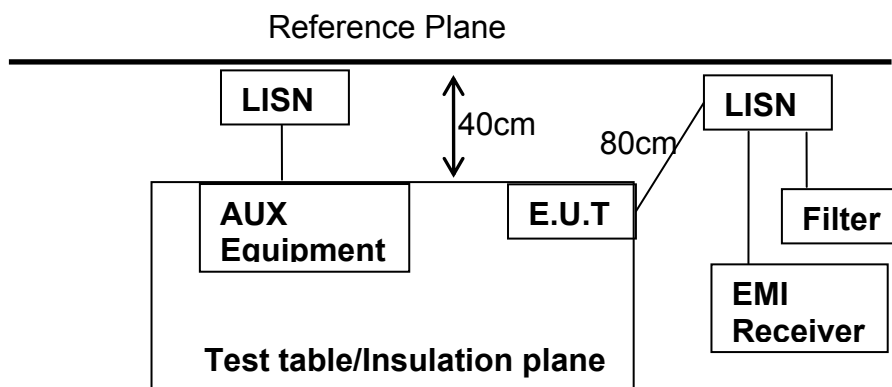 Reference Plane
LISN
40cm
80cm
LISN
AUX
Equipment
E.U.T
Filter
EMI
Receiver
Test table/Insulation plane